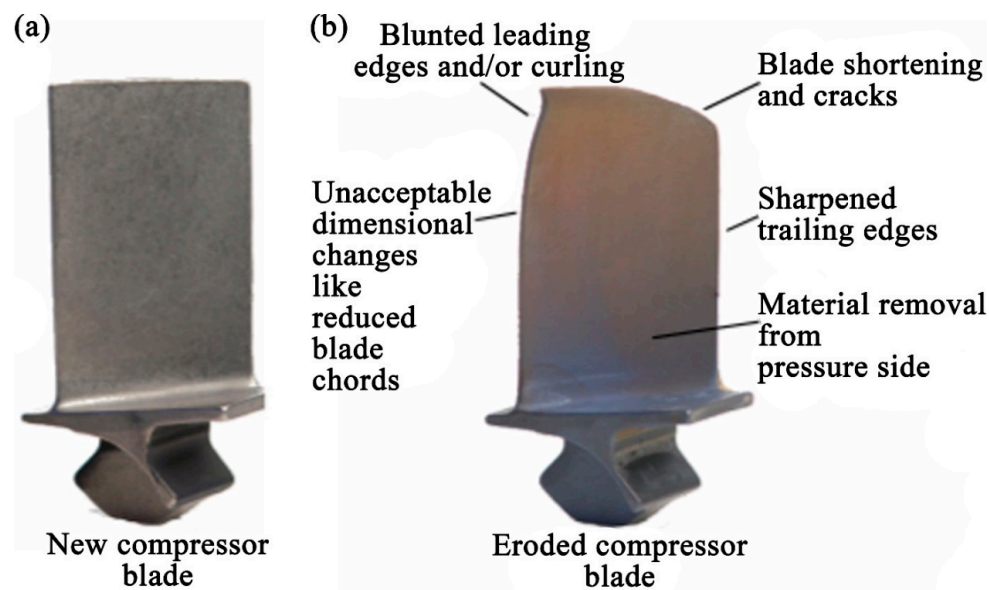 (a)
New compressor
blade
(b)
Blunted leading
edges and/or curling
Blade shortening
and cracks
Unacceptable
dimensional
changes
like
reduced
blade
chords
Sharpened
trailing edges
Material removal
from
pressure side
Eroded compressor
blade